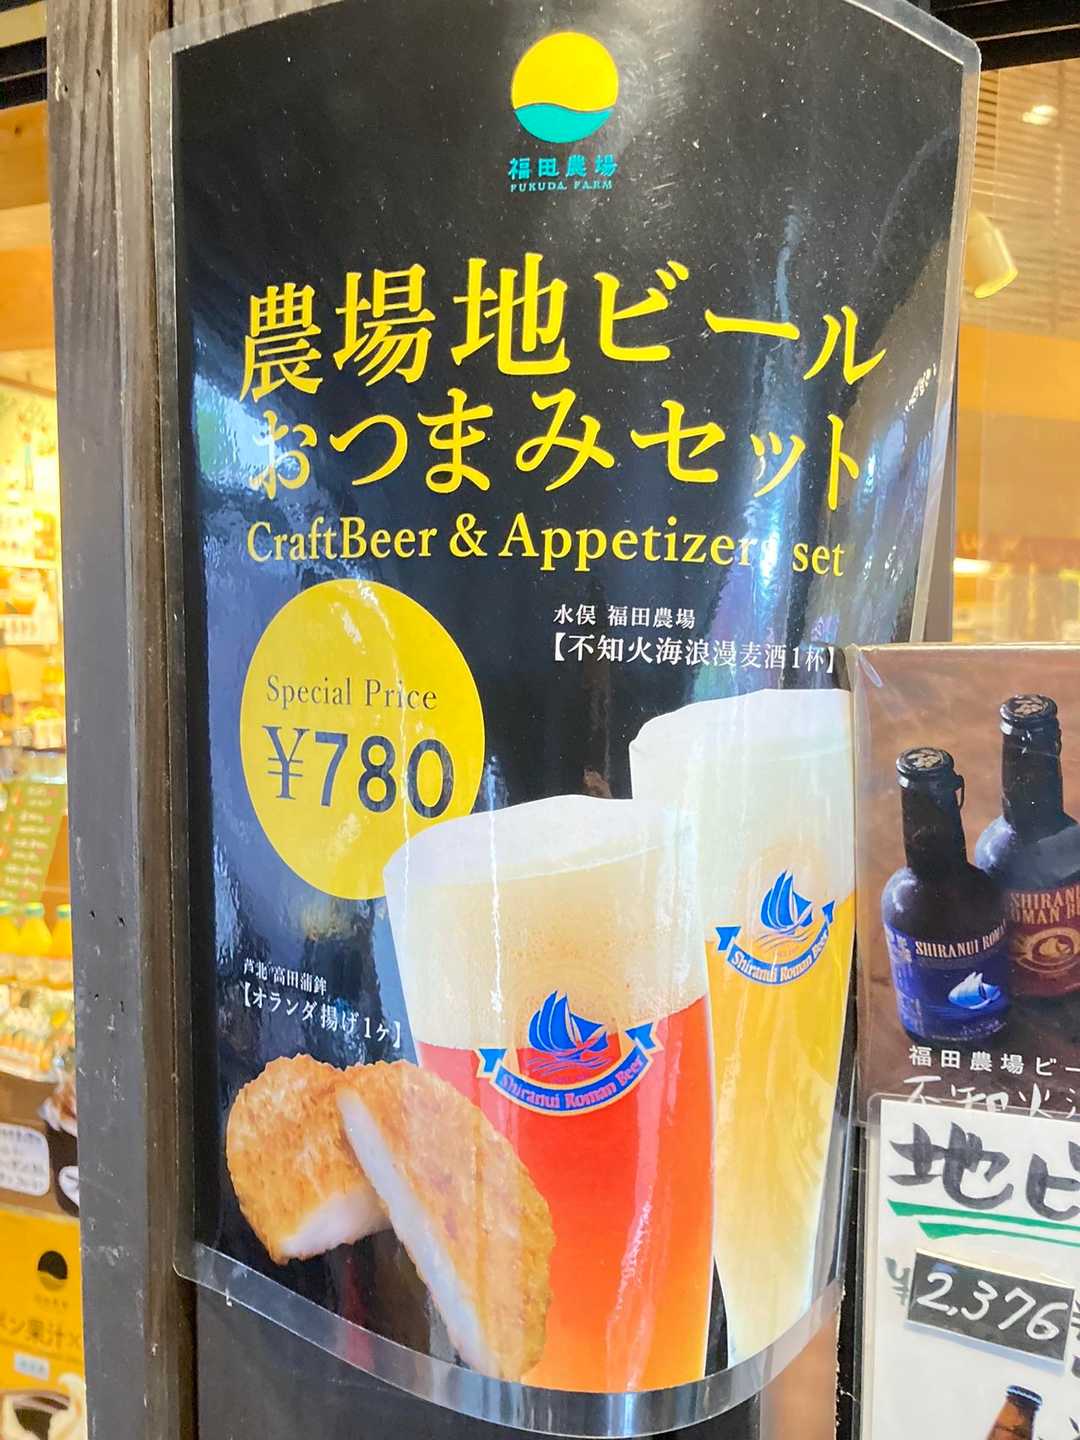 福田農場
FUKUDA FARM
農場地ビール
おつまみセット
CraftBeer & Appetizer set
水俣 福田農場
【不知火海浪漫麦酒1杯】
Special Price
¥780
芦北 高田蒲鉾
【オランダ揚げ1ヶ】
Shiranui Roman Beer
Shiranui Roman Beer
SHIRANUI
福田農場ビー
地ビ
¥2,376